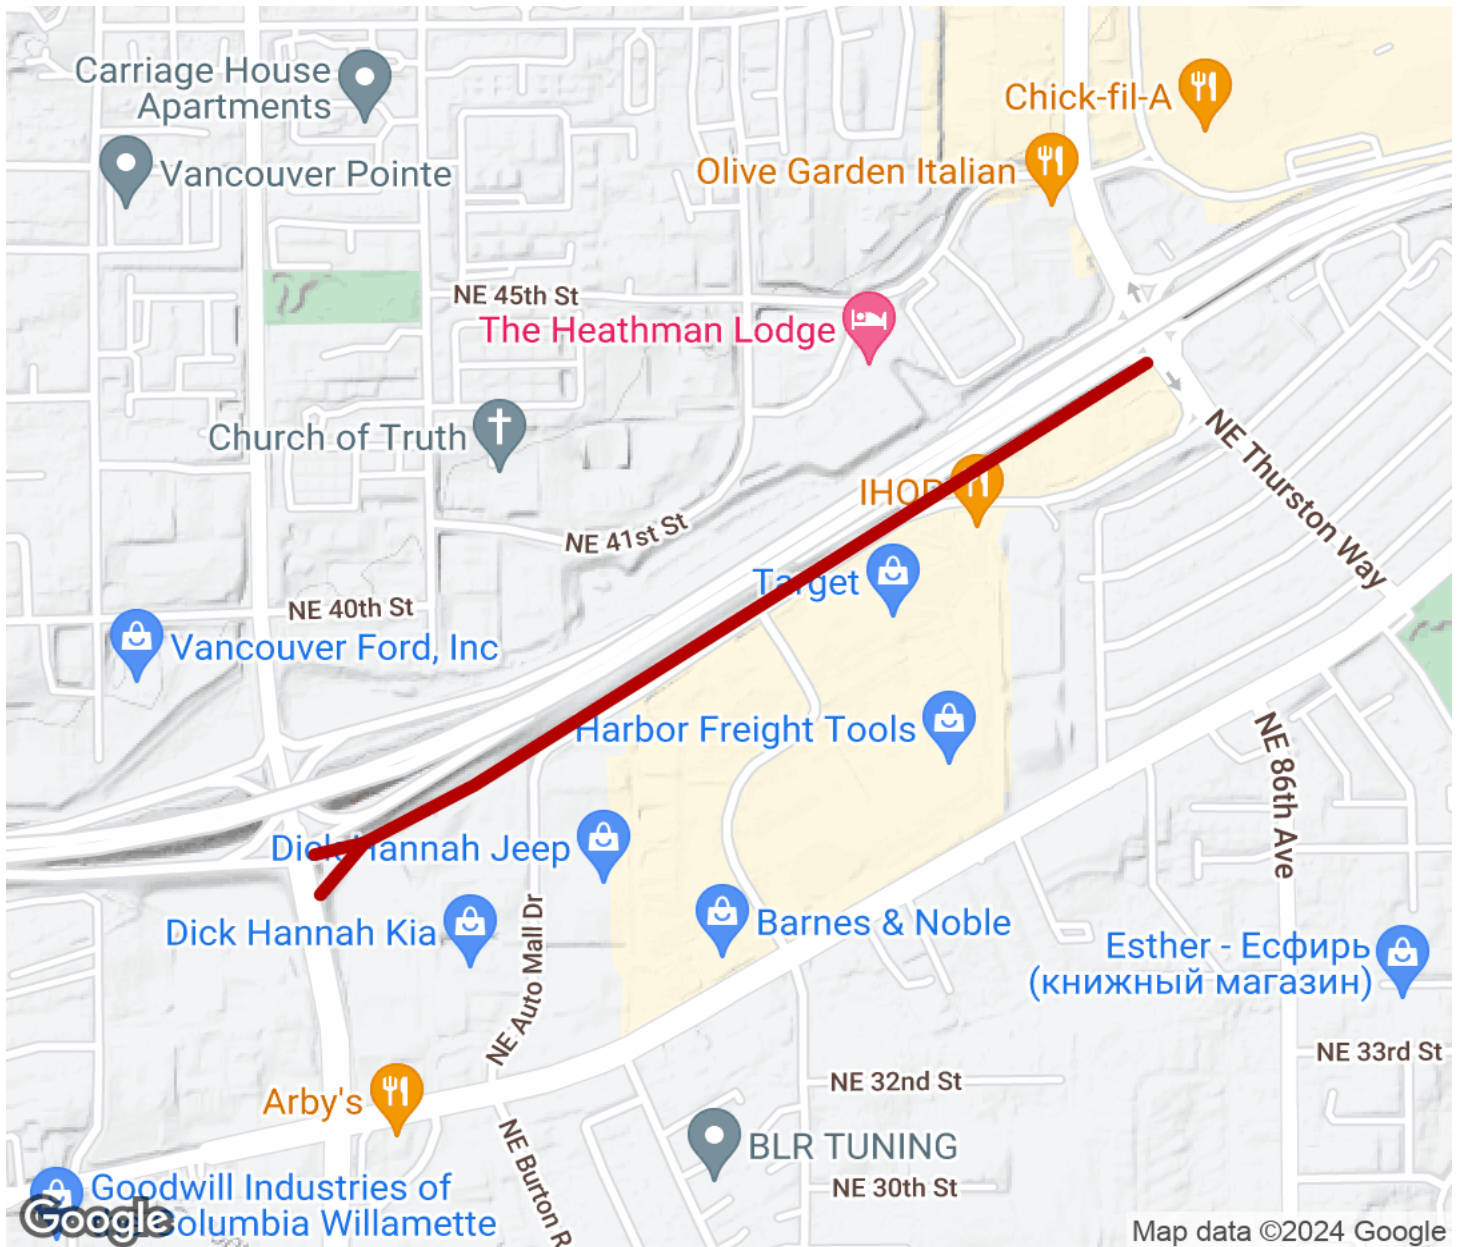 Carriage House
Apartments
Chick-fil-A
Vancouver Pointe
Olive Garden Italian
NE 45th St
The Heathman Lodge
Church of Truth
NE Thurston Way
IHOP
NE 41st St
Target
NE 40th St
Vancouver Ford, Inc
Harbor Freight Tools
NE 86th Ave
Dick Hannah Jeep
Dick Hannah Kia
Barnes & Noble
NE Auto Mall Dr
Esther - Есфирь
(книжный магазин)
NE 33rd St
NE 32nd St
Arby's
NE Burton R
BLR TUNING
NE 30th St
Goodwill Industries of
Columbia Willamette
Google
Map data ©2024 Google